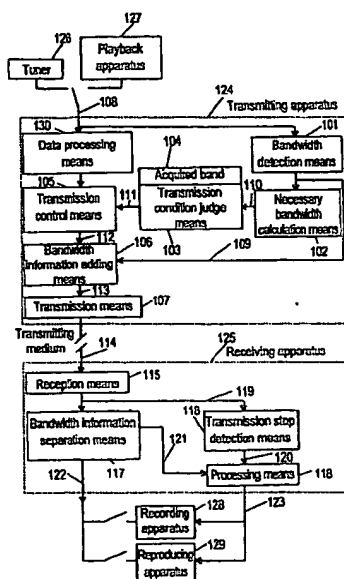 126
127
Tuner
Playback
apparatus
108
124
Transmitting apparatus
130
101
Data processing
means
Bandwidth
detection means
104
105
Acquired band
111
110
Transmission
control means
Transmission
condition judge
means
Necessary
bandwidth
calculation means
112
106
103
109
102
Bandwidth
information adding
means
113
Transmission means
107
Transmitting
medium
114
125
Receiving apparatus
Reception means
115
119
118
Bandwidth information
separation means
121
Transmission stop
detection means
120
122
117
Processing means
118
123
128
Recording
apparatus
129
Reproducing
apparatus